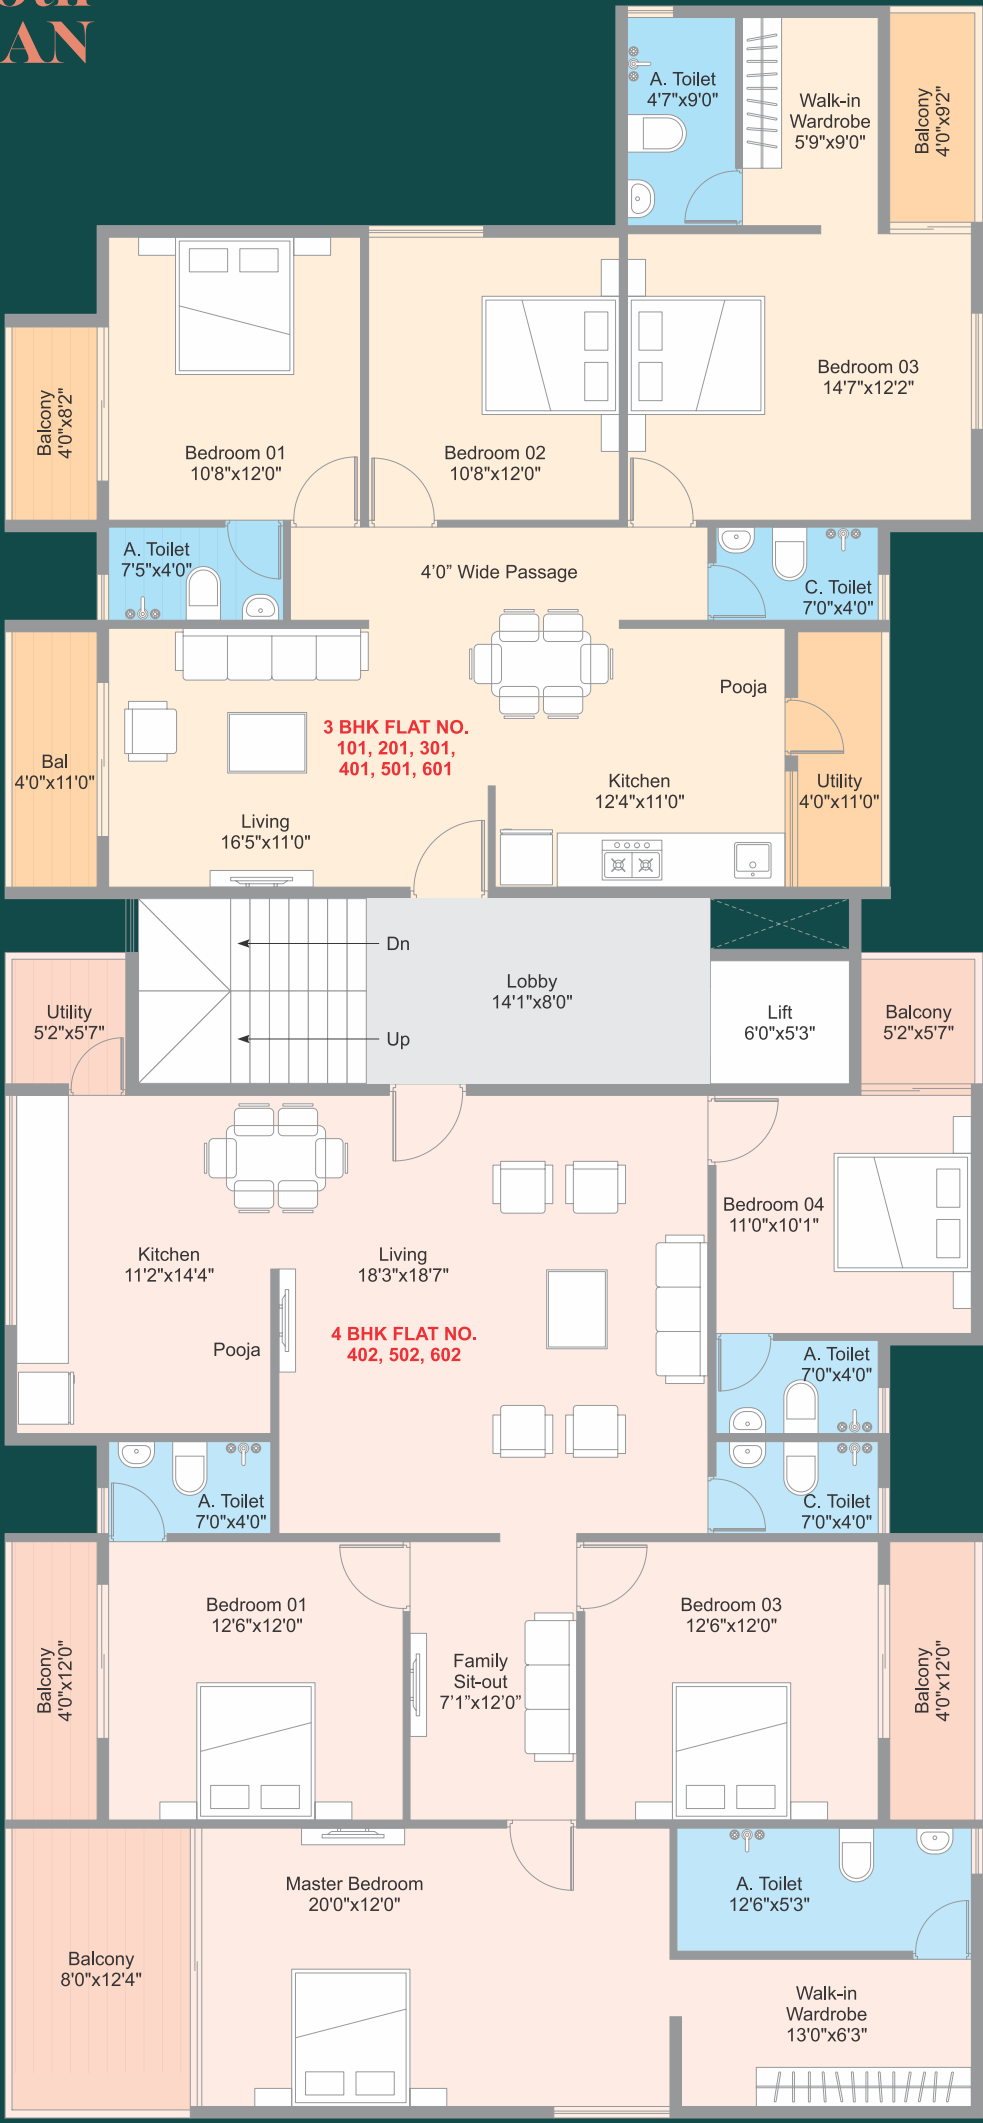 AN
A. Toilet
4'7"x9'0"
Walk-in
Wardrobe
5'9"x9'0"
Balcony
4'0"x9'2"
Bedroom 03
14'7"x12'2"
Balcony
4'0"x8'2"
Bedroom 01
10'8"x12'0"
Bedroom 02
10'8"x12'0"
A. Toilet
7'5"x4'0"
4'0” Wide Passage
C. Toilet
7'0"x4'0"
Pooja
3 BHK FLAT NO.
101, 201, 301,
401, 501, 601
Bal
4'0"x11'0"
Kitchen
12'4"x11'0"
Utility
4'0"x11'0"
Living
16'5"x11'0"
Dn
Lobby
14'1"x8'0"
Up
Utility
5'2"x5'7"
Lift
6'0"x5'3"
Balcony
5'2"x5'7"
Bedroom 04
11'0"x10'1"
Kitchen
11'2"x14'4"
Living
18'3"x18'7"
4 BHK FLAT NO.
402, 502, 602
Pooja
A. Toilet
7'0"x4'0"
A. Toilet
7'0"x4'0"
C. Toilet
7'0"x4'0"
Bedroom 01
12'6"x12'0"
Bedroom 03
12'6"x12'0"
Balcony
4'0"x12'0"
Family
Sit-out
7’1”x12’0”
Balcony
4'0"x12'0"
Master Bedroom
20'0"x12'0"
A. Toilet
12'6"x5'3"
Balcony
8'0"x12'4"
Walk-in
Wardrobe
13'0"x6'3"